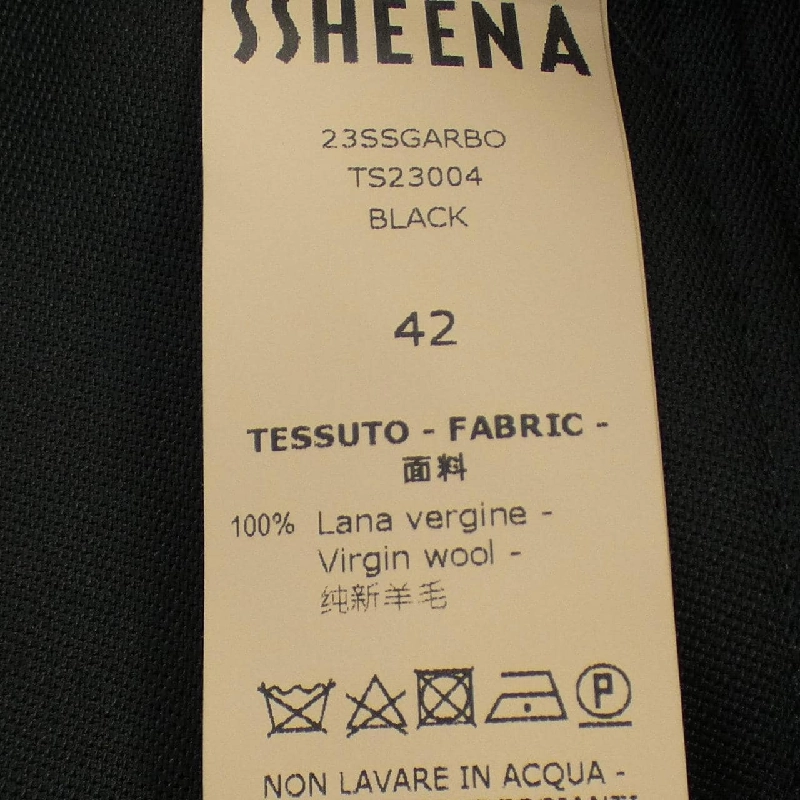 SSHEENA
23SSGARBO
TS23004
BLACK
42
TESSUTO - FABRIC -
面料
100% Lana vergine -
Virgin wool -
纯新羊毛
P
NON LAVARE IN ACQUA -